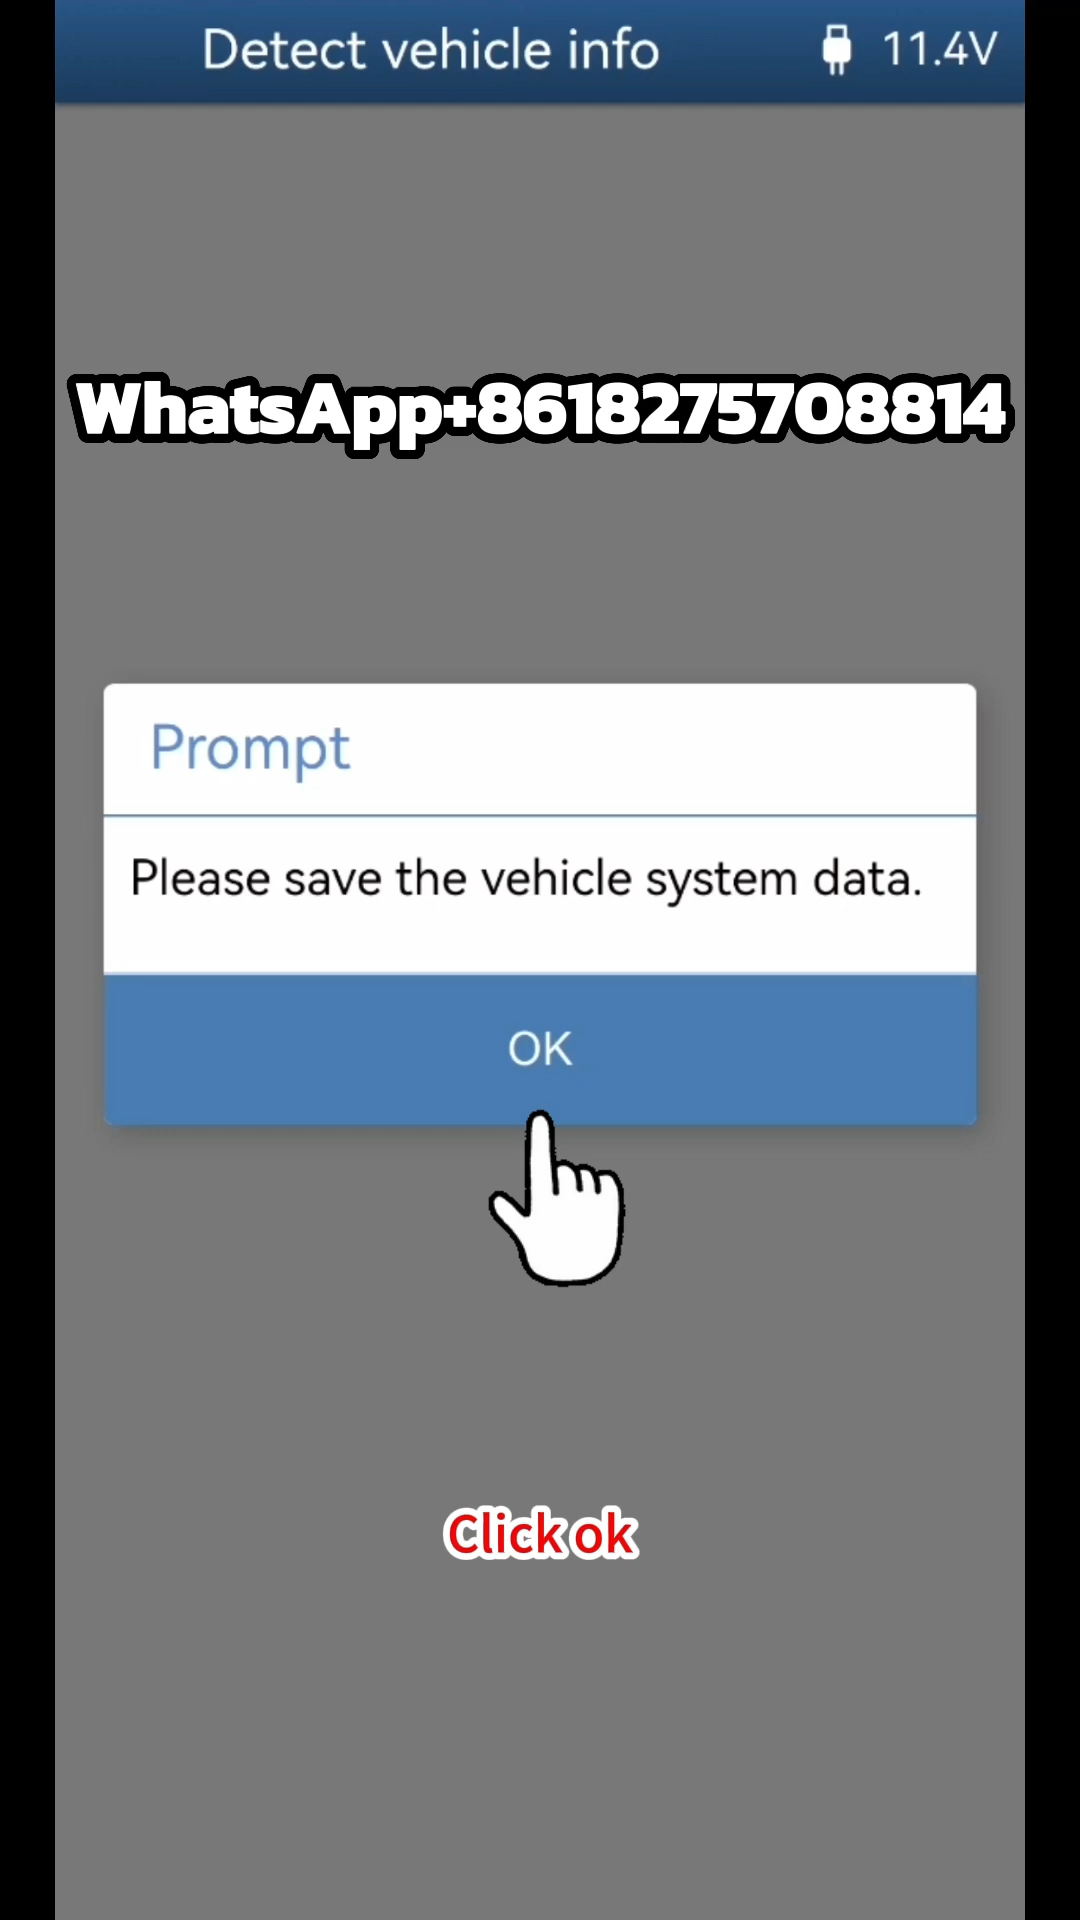 Detect vehicle info
11.4V
WhatsApp+8618275708814
Prompt
Please save the vehicle system data.
OK
Click ok